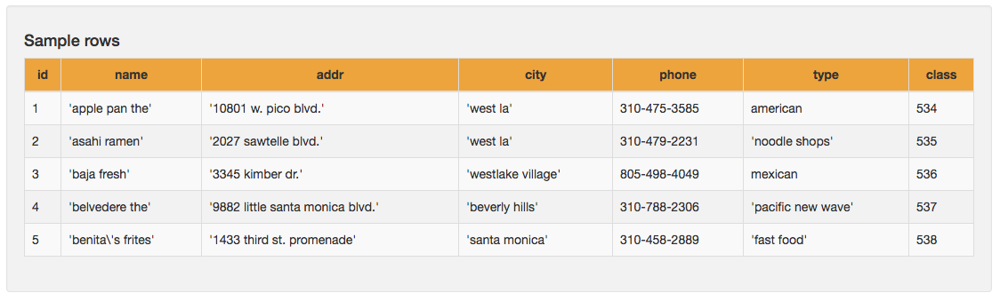 Sample rows
id name addr city phone type class
1 'apple pan the' '10801 w. pico blvd.' 'west la' 310-475-3585 american 534
2 'asahi ramen' '2027 sawtelle blvd.' 'west la' 310-479-2231 'noodle shops' 535
3 'baja fresh' '3345 kimber dr.' 'westlake village' 805-498-4049 mexican 536
4 'belvedere the' '9882 little santa monica blvd.' 'beverly hills' 310-788-2306 'pacific new wave' 537
5 'benita\'s frites' '1433 third st. promenade' 'santa monica' 310-458-2889 'fast food' 538